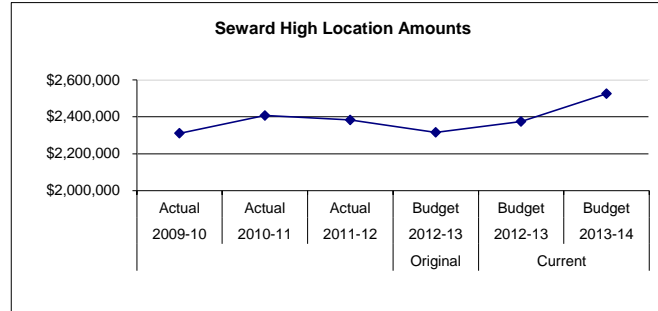 Seward High Location Amounts
$2,600,000
$2,400,000
$2,200,000
$2,000,000
Actual Actual Actual Budget Budget Budget
2009-10 2010-11 2011-12 2012-13 2012-13 2013-14
Original Current